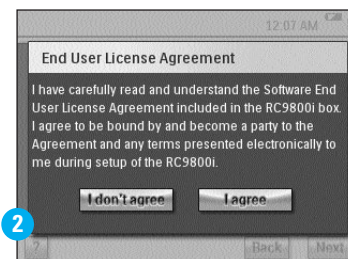 12:07 AM
End User License Agreement
I have carefully read and understand the Software End
User License Agreement included in the RC9800i box.
I agree to be bound by and become a party to the
Agreement and any terms presented electronically to
me during setup of the RC9800i.
I don't agree
I agree
2
?
Back
Next